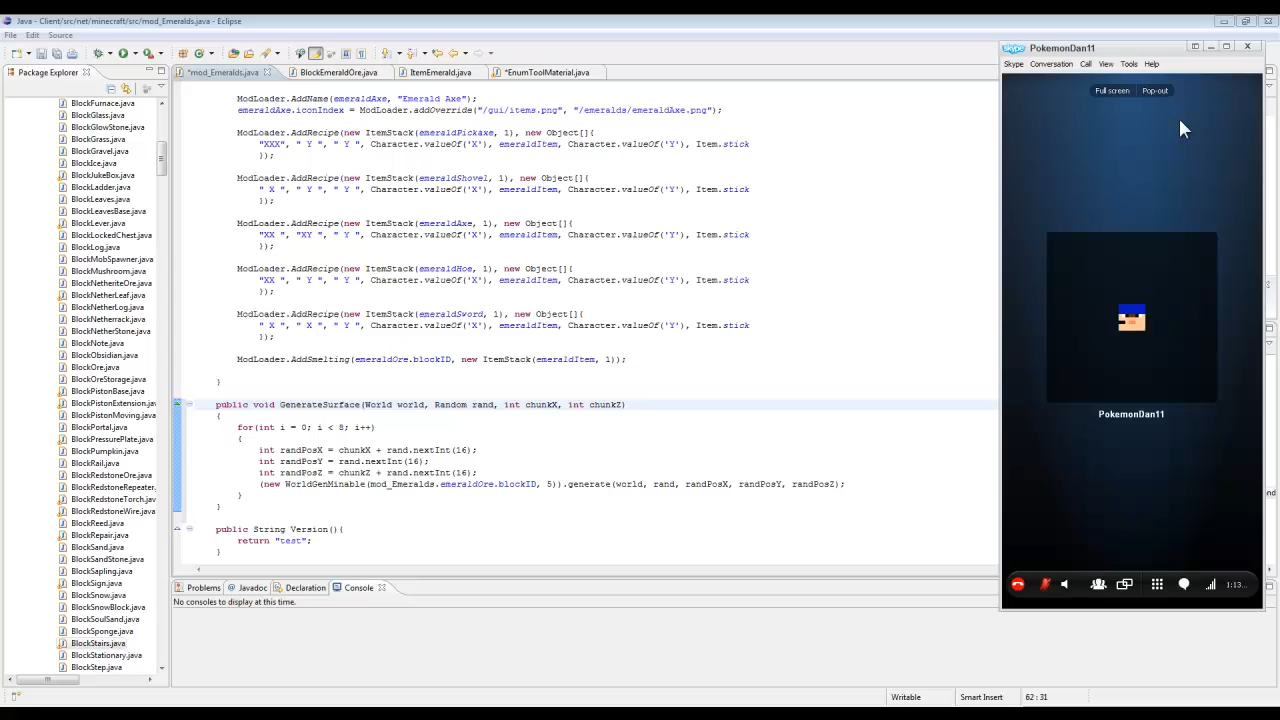 Java - Client/src/net/minecraft/src/mod_Emeralds.java - Eclipse
File Edit Source
Package Explorer
*mod_Emeralds.java BlockEmeraldOre.java ItemEmerald.java *EnumToolMaterial.java
BlockFurnace.java
BlockGlass.java
BlockGlowStone.java
BlockGrass.java
BlockGravel.java
BlockIce.java
BlockJukeBox.java
BlockLadder.java
BlockLeaves.java
BlockLeavesBase.java
BlockLever.java
BlockLockedChest.java
BlockLog.java
BlockMobSpawner.java
BlockMushroom.java
BlockNetheriteOre.java
BlockNetherLeaf.java
BlockNetherLog.java
BlockNetherrack.java
BlockNetherStone.java
BlockNote.java
BlockObsidian.java
BlockOre.java
BlockOreStorage.java
BlockPistonBase.java
BlockPistonExtension.java
BlockPistonMoving.java
BlockPortal.java
BlockPressurePlate.java
BlockPumpkin.java
BlockRail.java
BlockRedstoneOre.java
BlockRedstoneRepeater.
BlockRedstoneTorch.java
BlockRedstoneWire.java
BlockReed.java
BlockRepair.java
BlockSand.java
BlockSandStone.java
BlockSapling.java
BlockSign.java
BlockSnow.java
BlockSnowBlock.java
BlockSoulSand.java
BlockSponge.java
BlockStairs.java
BlockStationary.java
BlockStep.java
ModLoader.AddName(emeraldAxe, "Emerald Axe");
emeraldAxe.iconIndex = ModLoader.addOverride("/gui/items.png", "/emeralds/emeraldAxe.png");
ModLoader.AddRecipe(new ItemStack(emeraldPickaxe, 1), new Object[]{
"XXX", " Y ", " Y ", Character.valueOf('X'), emeraldItem, Character.valueOf('Y'), Item.stick
});
ModLoader.AddRecipe(new ItemStack(emeraldShovel, 1), new Object[]{
" X ", " Y ", " Y ", Character.valueOf('X'), emeraldItem, Character.valueOf('Y'), Item.stick
});
ModLoader.AddRecipe(new ItemStack(emeraldAxe, 1), new Object[]{
"XX ", "XY ", " Y ", Character.valueOf('X'), emeraldItem, Character.valueOf('Y'), Item.stick
});
ModLoader.AddRecipe(new ItemStack(emeraldHoe, 1), new Object[]{
"XX ", " Y ", " Y ", Character.valueOf('X'), emeraldItem, Character.valueOf('Y'), Item.stick
});
ModLoader.AddRecipe(new ItemStack(emeraldSword, 1), new Object[]{
" X ", " X ", " Y ", Character.valueOf('X'), emeraldItem, Character.valueOf('Y'), Item.stick
});
ModLoader.AddSmelting(emeraldOre.blockID, new ItemStack(emeraldItem, 1));
}
public void GenerateSurface(World world, Random rand, int chunkX, int chunkZ)
{
for(int i = 0; i < 8; i++)
{
int randPosX = chunkX + rand.nextInt(16);
int randPosY = rand.nextInt(16);
int randPosZ = chunkZ + rand.nextInt(16);
(new WorldGenMinable(mod_Emeralds.emeraldOre.blockID, 5)).generate(world, rand, randPosX, randPosY, randPosZ);
}
}
public String Version(){
return "test";
}
Problems @ Javadoc Declaration Console
No consoles to display at this time.
Writable Smart Insert 62 : 31
skype PokemonDan11
Skype Conversation Call View Tools Help
Full screen Pop-out
PokemonDan11
1:13...